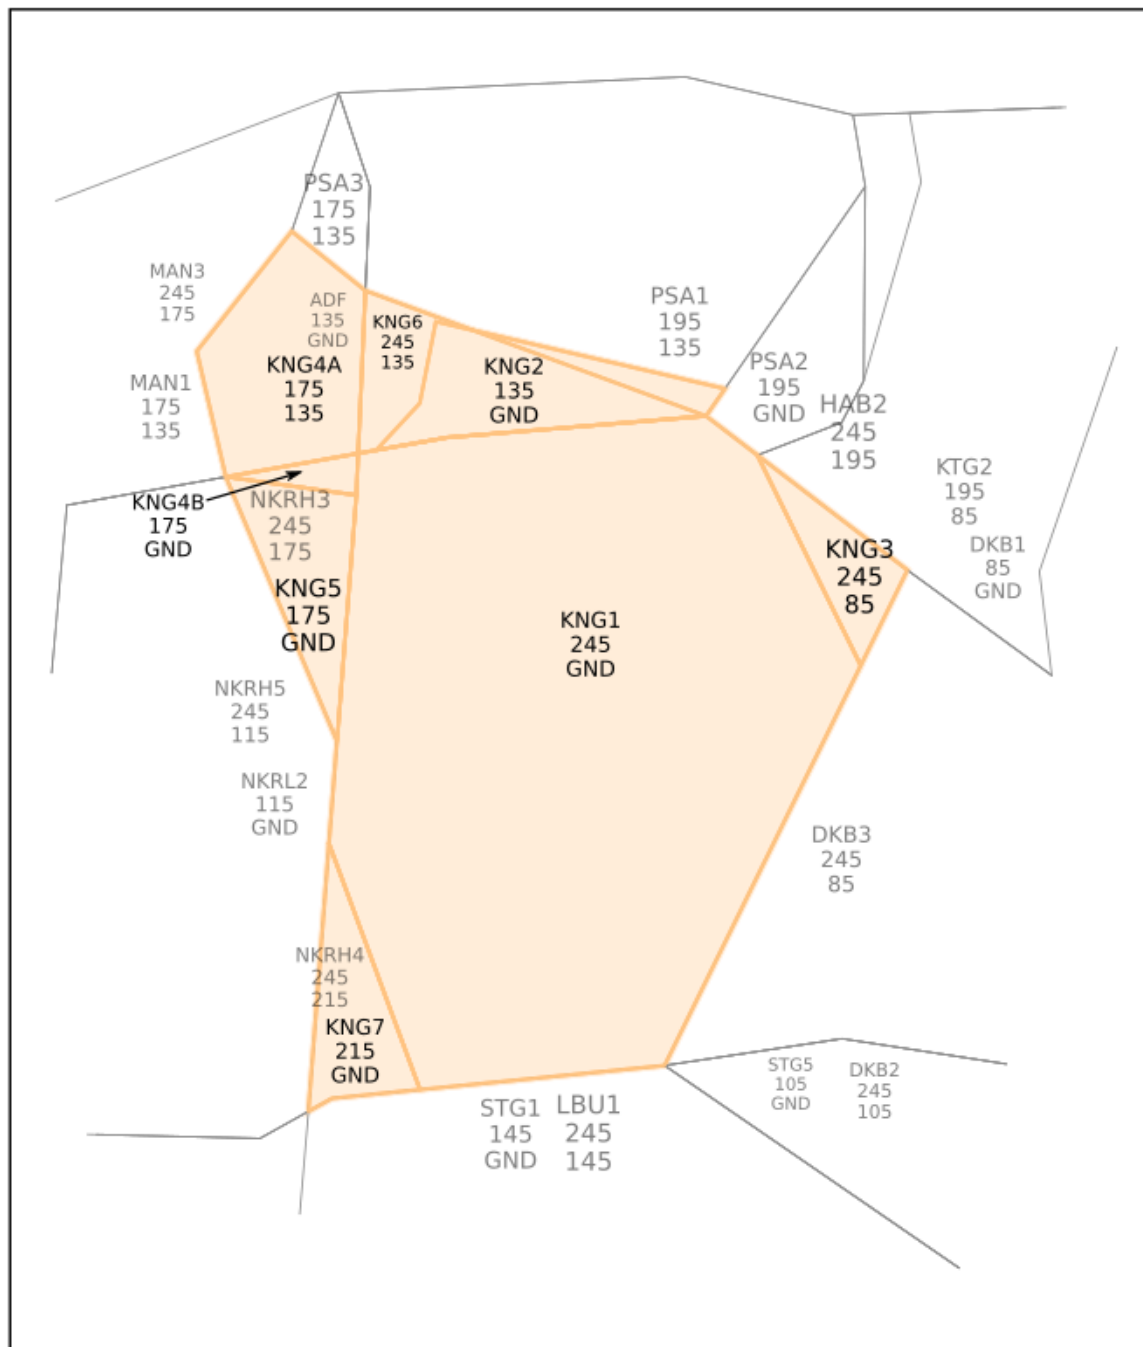 PSA3
175
135
MAN3
245
175
ADF
135
GND
KNG6
245
135
PSA1
195
135
KNG4A
175
135
KNG2
135
GND
PSA2
195
GND
MAN1
175
135
HAB2
245
195
KTG2
195
85
KNG4B
175
GND
NKRH3
245
175
KNG3
245
85
DKB1
85
GND
KNG5
175
GND
KNG1
245
GND
NKRH5
245
115
NKRL2
115
GND
DKB3
245
85
NKRH4
245
215
KNG7
215
GND
STG5
105
GND
DKB2
245
105
STG1
145
GND
LBU1
245
145